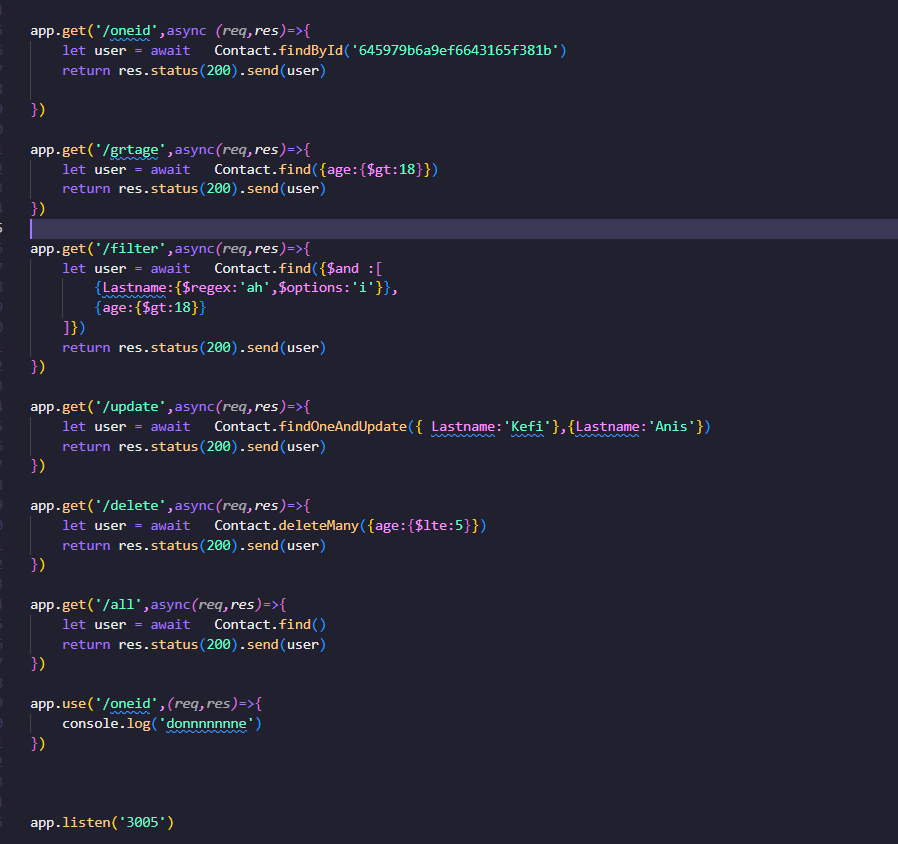 app.get('/oneid',async (req,res)=>{
    let user = await   Contact.findById('645979b6a9ef6643165f381b')
    return res.status(200).send(user)
})
app.get('/grtage',async(req,res)=>{
    let user = await   Contact.find({age:{$gt:18}})
    return res.status(200).send(user)
})
app.get('/filter',async(req,res)=>{
    let user = await   Contact.find({$and :[
        {Lastname:{$regex:'ah',$options:'i'}},
        {age:{$gt:18}}
    ]})
    return res.status(200).send(user)
})
app.get('/update',async(req,res)=>{
    let user = await   Contact.findOneAndUpdate({ Lastname:'Kefi'},{Lastname:'Anis'})
    return res.status(200).send(user)
})
app.get('/delete',async(req,res)=>{
    let user = await   Contact.deleteMany({age:{$lte:5}})
    return res.status(200).send(user)
})
app.get('/all',async(req,res)=>{
    let user = await   Contact.find()
    return res.status(200).send(user)
})
app.use('/oneid',(req,res)=>{
    console.log('donnnnnnne')
})
app.listen('3005')